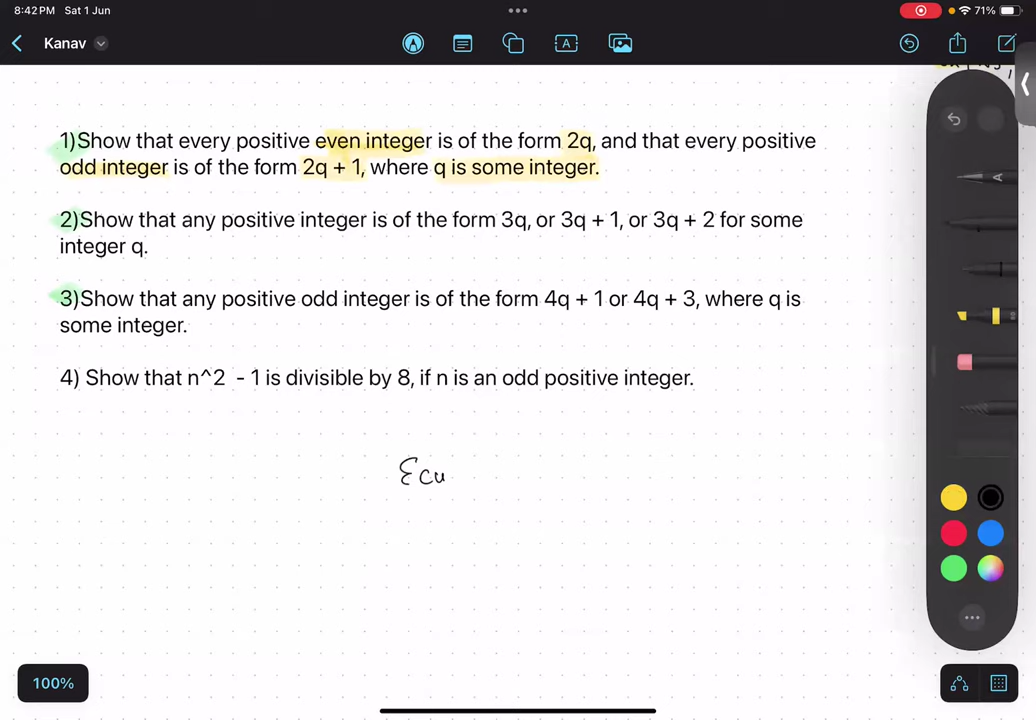 8:42 PM Sat 1 Jun
71%
Kanav
A
1)Show that every positive even integer is of the form 2q, and that every positive
odd integer is of the form 2q + 1, where q is some integer.
2)Show that any positive integer is of the form 3q, or 3q + 1, or 3q + 2 for some
integer q.
3)Show that any positive odd integer is of the form 4q + 1 or 4q + 3, where q is
some integer.
4) Show that n^2 - 1 is divisible by 8, if n is an odd positive integer.
Ecu
100%